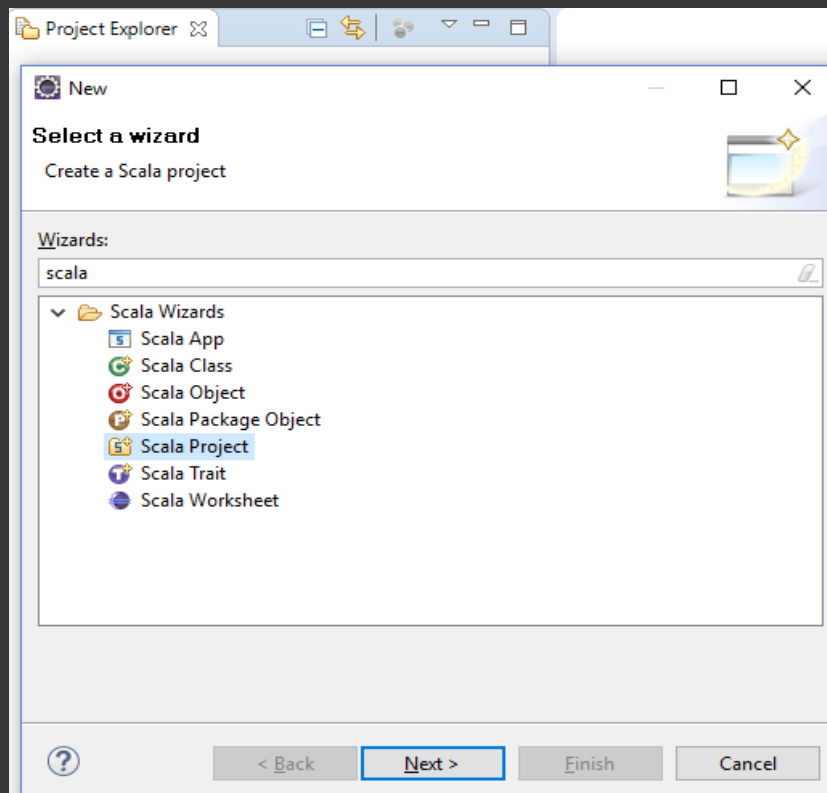 Project Explorer
New
Select a wizard
Create a Scala project
Wizards:
scala
Scala Wizards
S Scala App
C Scala Class
O Scala Object
P Scala Package Object
S Scala Project
T Scala Trait
Scala Worksheet
? < Back Next > Finish Cancel